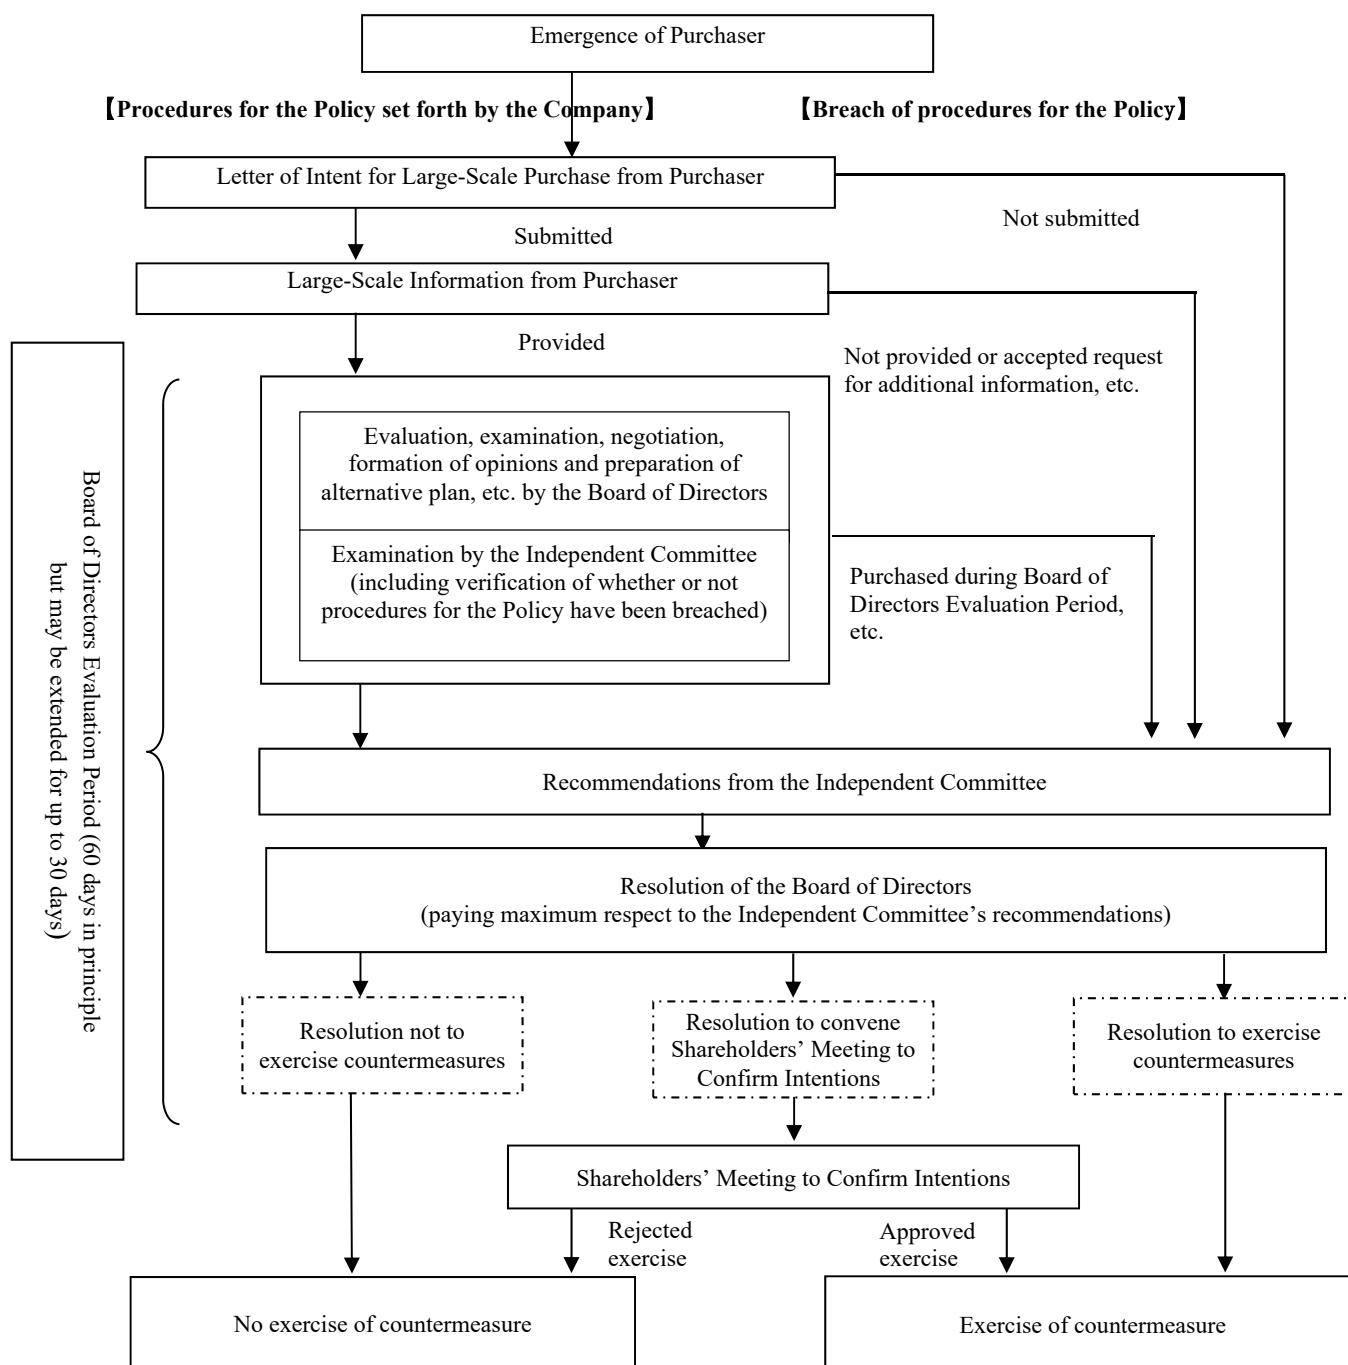 Emergence of Purchaser
【Procedures for the Policy set forth by the Company】
【Breach of procedures for the Policy】
Letter of Intent for Large-Scale Purchase from Purchaser
Not submitted
Submitted
Large-Scale Information from Purchaser
Provided
Not provided or accepted request
for additional information, etc.
Board of Directors Evaluation Period (60 days in principle
but may be extended for up to 30 days)
Evaluation, examination, negotiation,
formation of opinions and preparation of
alternative plan, etc. by the Board of Directors
Examination by the Independent Committee
(including verification of whether or not
procedures for the Policy have been breached)
Purchased during Board of
Directors Evaluation Period,
etc.
Recommendations from the Independent Committee
Resolution of the Board of Directors
(paying maximum respect to the Independent Committee’s recommendations)
Resolution not to
exercise countermeasures
Resolution to convene
Shareholders’ Meeting to
Confirm Intentions
Resolution to exercise
countermeasures
Shareholders’ Meeting to Confirm Intentions
Rejected
exercise
Approved
exercise
No exercise of countermeasure
Exercise of countermeasure